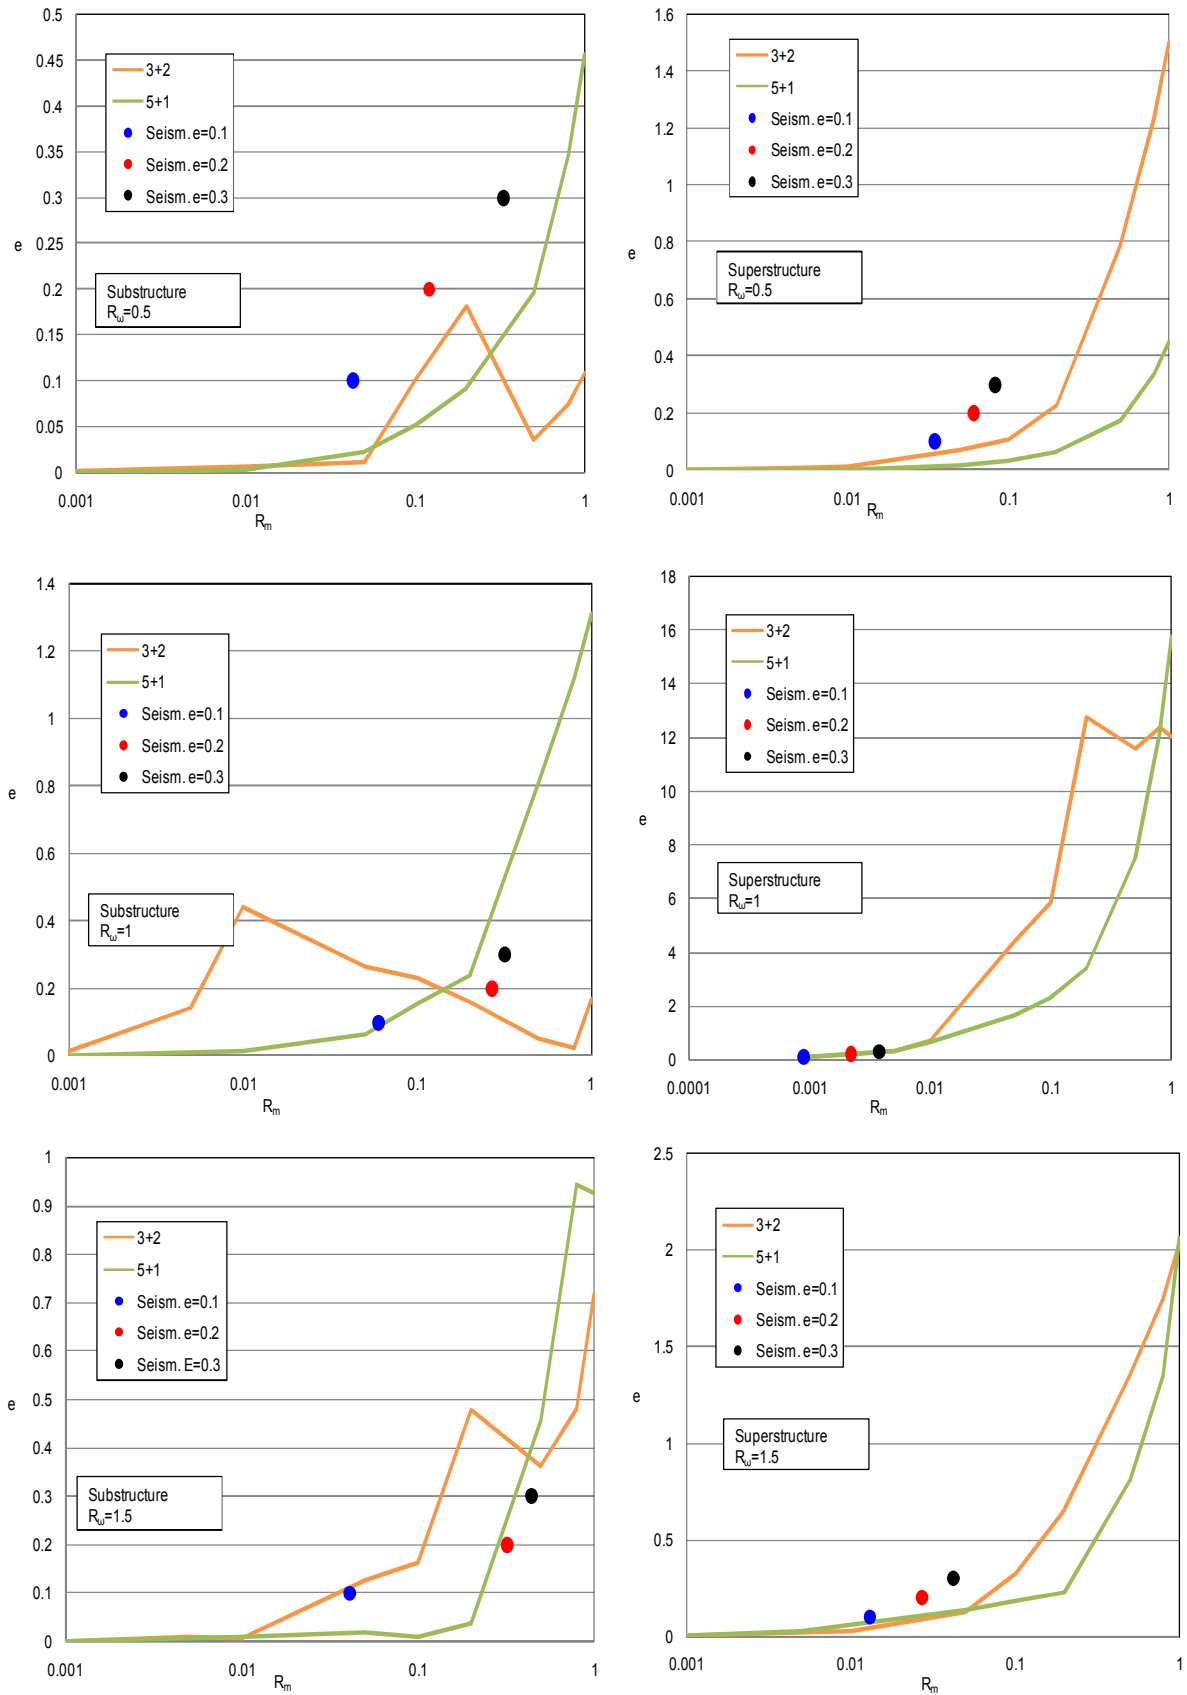 0.5
0.45
0.4
0.35
0.3
0.25
0.2
0.15
0.1
0.05
0
e
3+2
5+1
Seism. e=0.1
Seism. e=0.2
Seism. e=0.3
Substructure
Rω=0.5
0.001
0.01
0.1
1
Rm
1.6
1.4
1.2
1
0.8
0.6
0.4
0.2
0
e
3+2
5+1
Seism. e=0.1
Seism. e=0.2
Seism. e=0.3
Superstructure
Rω=0.5
0.001
0.01
0.1
1
Rm
1.4
1.2
1
0.8
0.6
0.4
0.2
0
e
3+2
5+1
Seism. e=0.1
Seism. e=0.2
Seism. e=0.3
Substructure
Rω=1
0.001
0.01
0.1
1
Rm
18
16
14
12
10
8
6
4
2
0
e
3+2
5+1
Seism. e=0.1
Seism. e=0.2
Seism. e=0.3
Superstructure
Rω=1
0.0001
0.001
0.01
0.1
1
Rm
1
0.9
0.8
0.7
0.6
0.5
0.4
0.3
0.2
0.1
0
e
3+2
5+1
Seism. e=0.1
Seism. e=0.2
Seism. E=0.3
Substructure
Rω=1.5
0.001
0.01
0.1
1
Rm
2.5
2
1.5
1
0.5
0
e
3+2
5+1
Seism. e=0.1
Seism. e=0.2
Seism. e=0.3
Superstructure
Rω=1.5
0.001
0.01
0.1
1
Rm